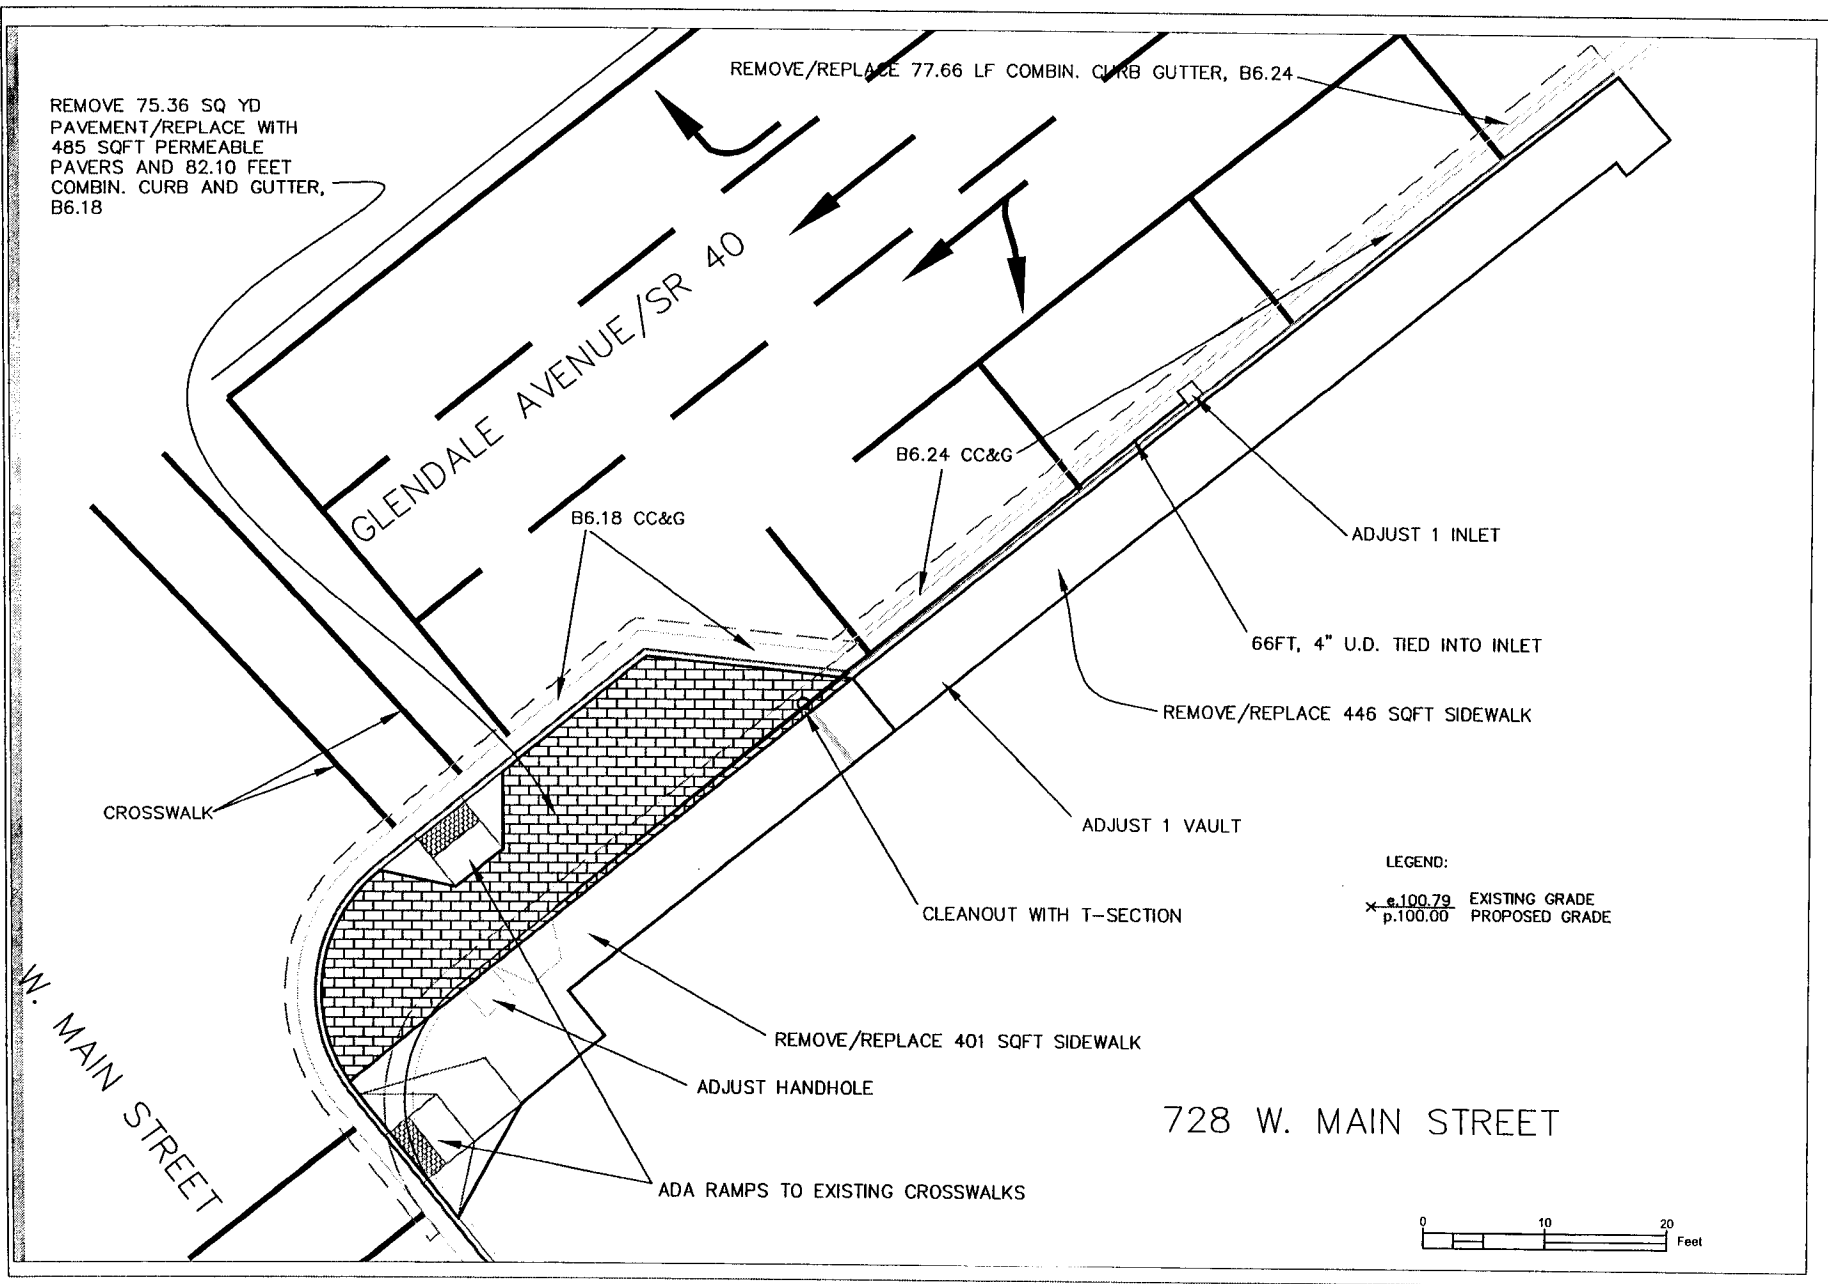 REMOVE/REPLACE 77.66 LF COMBIN. CURB GUTTER, B6.24
REMOVE 75.36 SQ YD
PAVEMENT/REPLACE WITH
485 SQFT PERMEABLE
PAVERS AND 82.10 FEET
COMBIN. CURB AND GUTTER,
B6.18
GLENDALE AVENUE/SR 40
B6.24 CC&G
B6.18 CC&G
ADJUST 1 INLET
66FT, 4" U.D. TIED INTO INLET
REMOVE/REPLACE 446 SQFT SIDEWALK
CROSSWALK
ADJUST 1 VAULT
LEGEND:
e.100.79 EXISTING GRADE
p.100.00 PROPOSED GRADE
CLEANOUT WITH T-SECTION
W. MAIN STREET
REMOVE/REPLACE 401 SQFT SIDEWALK
ADJUST HANDHOLE
728 W. MAIN STREET
ADA RAMPS TO EXISTING CROSSWALKS
0 10 20
Feet